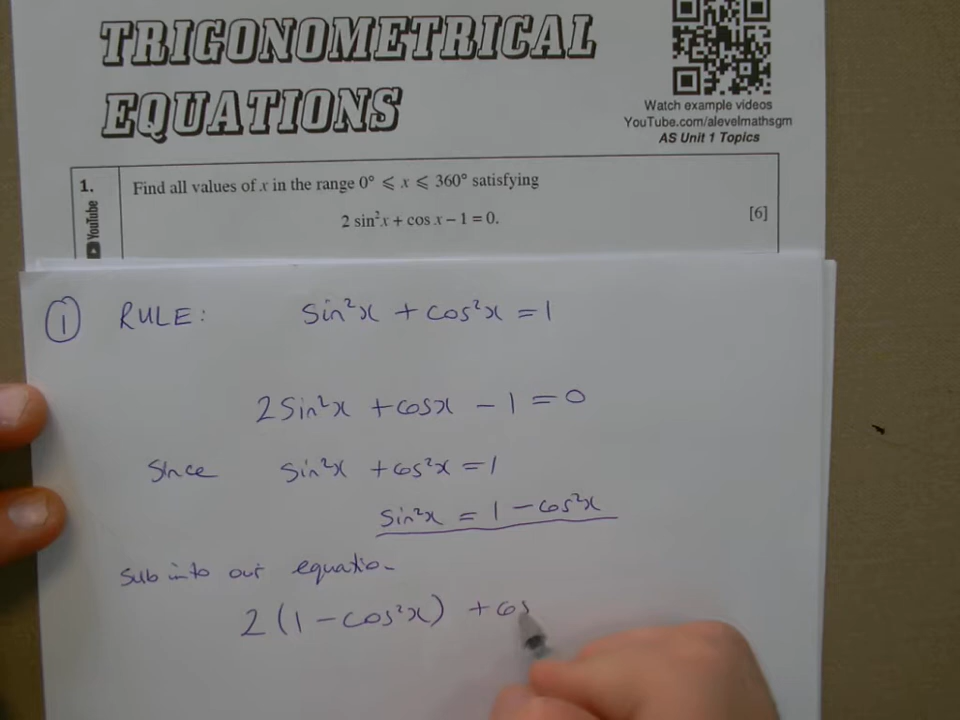 TRIGONOMETRICAL
EQUATIONS
Watch example videos
YouTube.com/alevelmathsgm
AS Unit 1 Topics
1.
YouTube
Find all values of x in the range 0° ⩽ x ⩽ 360° satisfying
2 sin²x + cos x − 1 = 0.
[6]
① RULE: sin²x + cos²x = 1
2sin²x + cosx − 1 = 0
Since sin²x + cos²x = 1
sin²x = 1 − cos²x
Sub into our equation
2(1 − cos²x) + cos